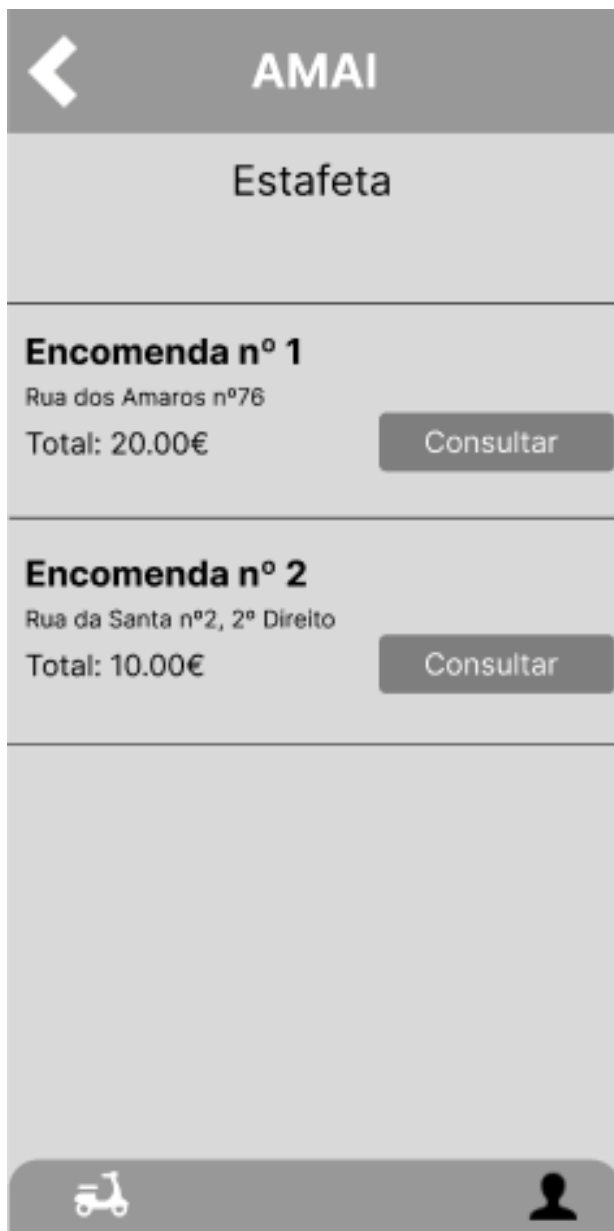 AMAI
Estafeta
Encomenda nº 1
Rua dos Amaros nº76
Total: 20.00€
Consultar
Encomenda nº 2
Rua da Santa nº2, 2º Direito
Total: 10.00€
Consultar